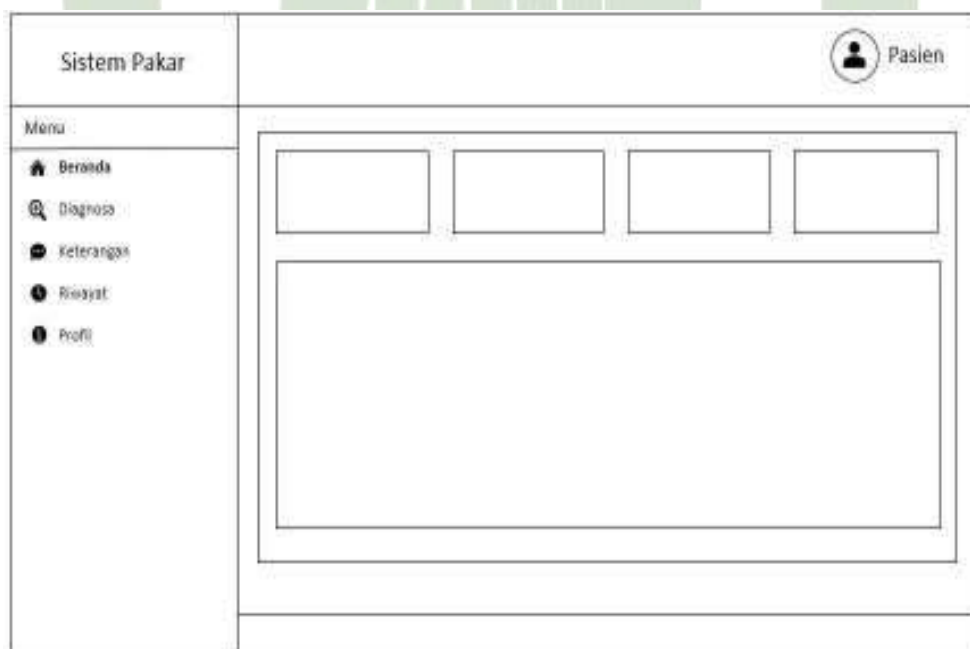 Sistem Pakar
Pasien
Menu
Beranda
Diagnosa
Keterangan
Riwayat
Profil